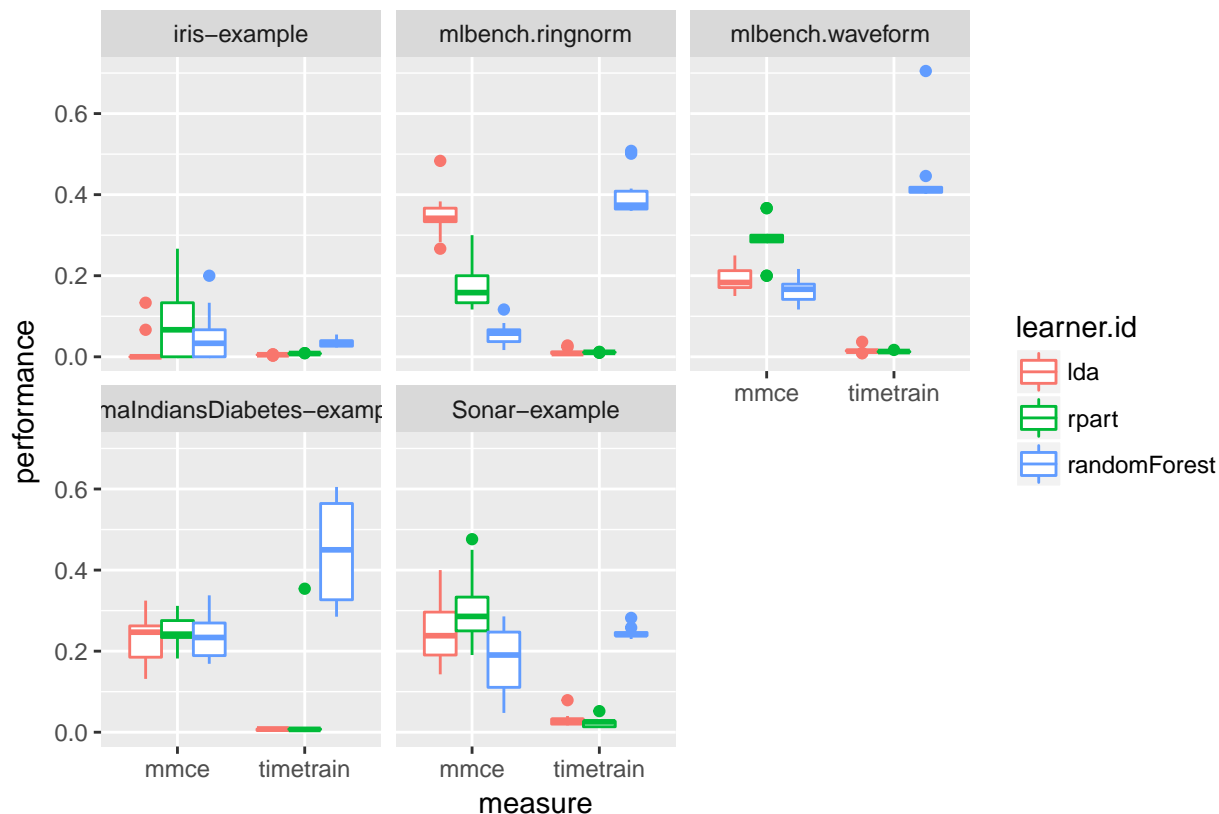 iris−example
mlbench.ringnorm
mlbench.waveform
0.6
0.4
0.2
0.0
mmce
timetrain
maIndiansDiabetes−examp
Sonar−example
0.6
0.4
0.2
0.0
mmce
timetrain
mmce
timetrain
measure
performance
learner.id
lda
rpart
randomForest